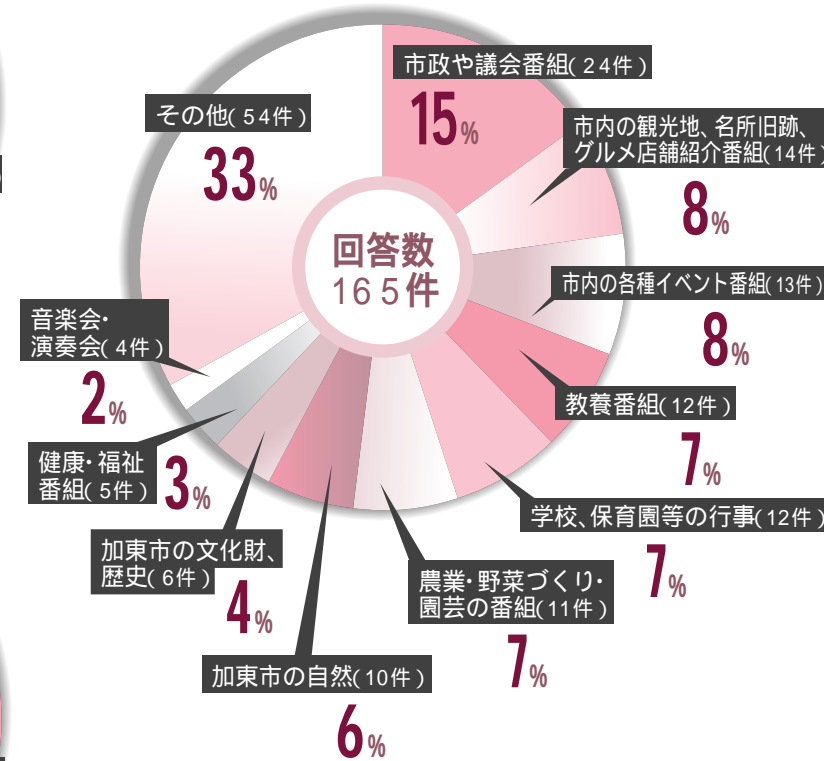 市政や議会番組(24件)
15%
市内の観光地、名所旧跡、
グルメ店舗紹介番組(14件)
8%
市内の各種イベント番組(13件)
8%
教養番組(12件)
7%
学校、保育園等の行事(12件)
7%
農業・野菜づくり・
園芸の番組(11件)
7%
加東市の自然(10件)
6%
加東市の文化財、
歴史(6件)
4%
健康・福祉
番組(5件)
3%
音楽会・
演奏会(4件)
2%
その他(54件)
33%
回答数
165件